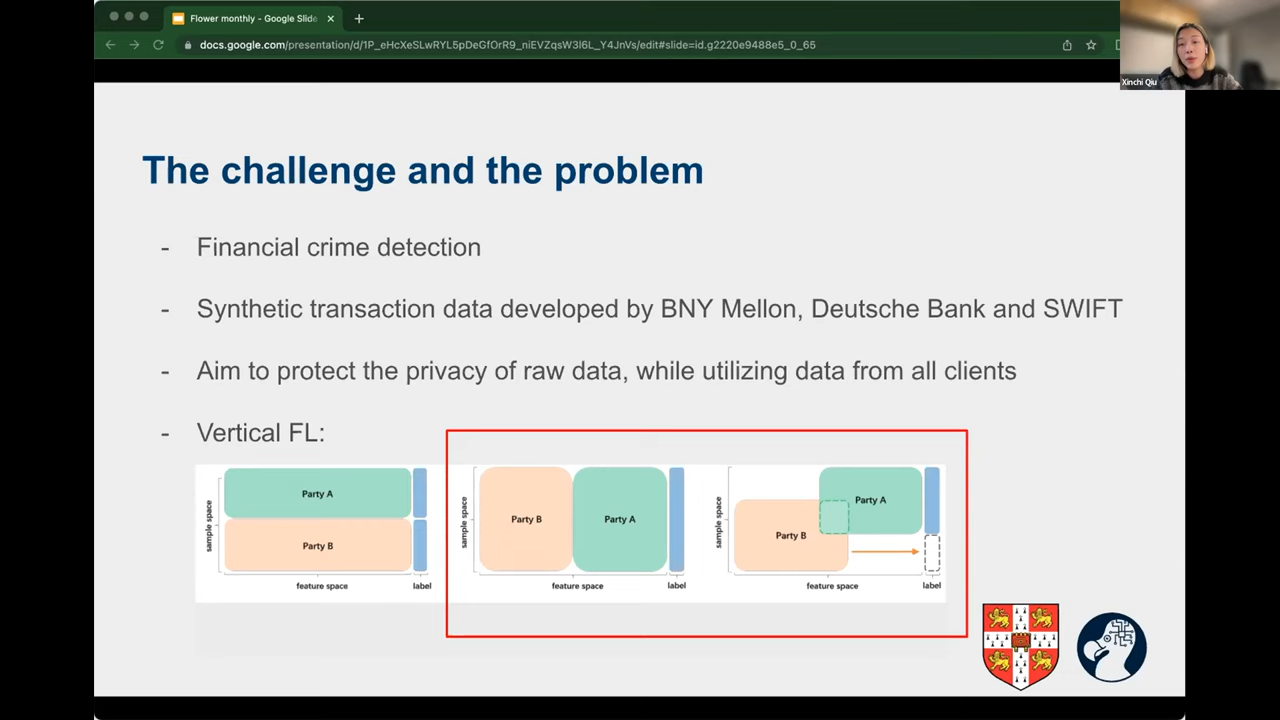 Flower monthly - Google Slide
docs.google.com/presentation/d/1P_eHcXeSLwRYL5pDeGfOrR9_niEVZqsW3l6L_Y4JnVs/edit#slide=id.g2220e9488e5_0_65
Xinchi Qiu
The challenge and the problem
- Financial crime detection
- Synthetic transaction data developed by BNY Mellon, Deutsche Bank and SWIFT
- Aim to protect the privacy of raw data, while utilizing data from all clients
- Vertical FL:
sample space
Party A
Party B
feature space
label
sample space
Party B
Party A
feature space
label
sample space
Party A
Party B
feature space
label